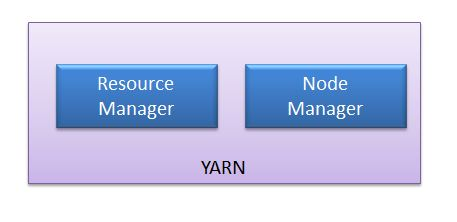 Resource
Manager
Node
Manager
YARN